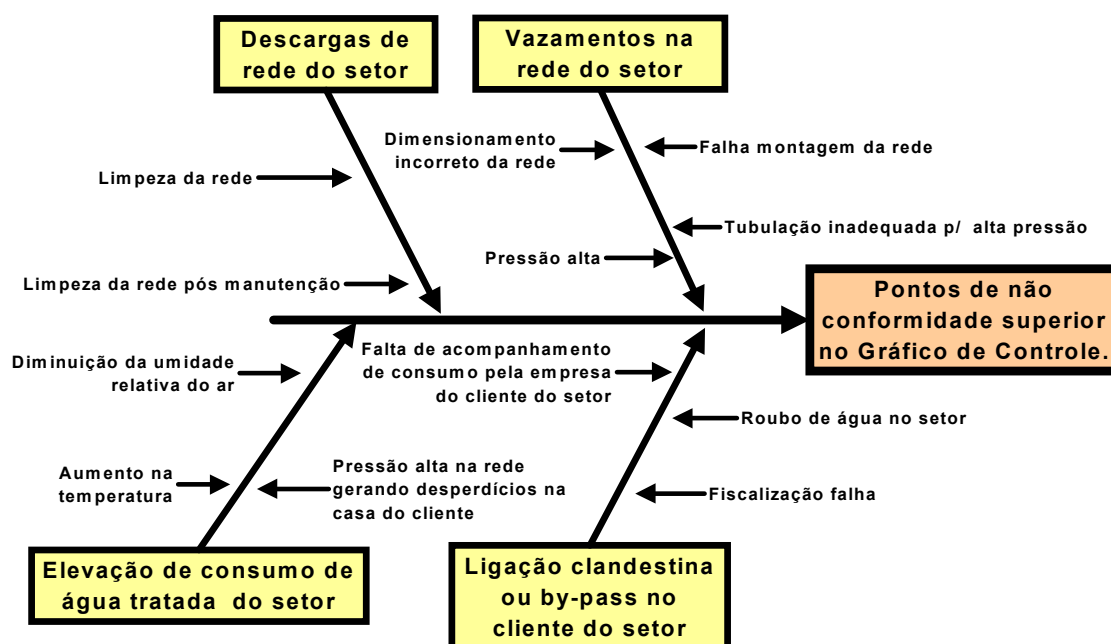 Descargas de
rede do setor
Vazamentos na
rede do setor
Dimensionamento
incorreto da rede
Falha montagem da rede
Limpeza da rede
Tubulação inadequada p/ alta pressão
Pressão alta
Limpeza da rede pós manutenção
Pontos de não
conformidade superior
no Gráfico de Controle.
Diminuição da umidade
relativa do ar
Falta de acompanhamento
de consumo pela empresa
do cliente do setor
Roubo de água no setor
Aumento na
temperatura
Pressão alta na rede
gerando desperdícios na
casa do cliente
Fiscalização falha
Elevação de consumo de
água tratada do setor
Ligação clandestina
ou by-pass no
cliente do setor